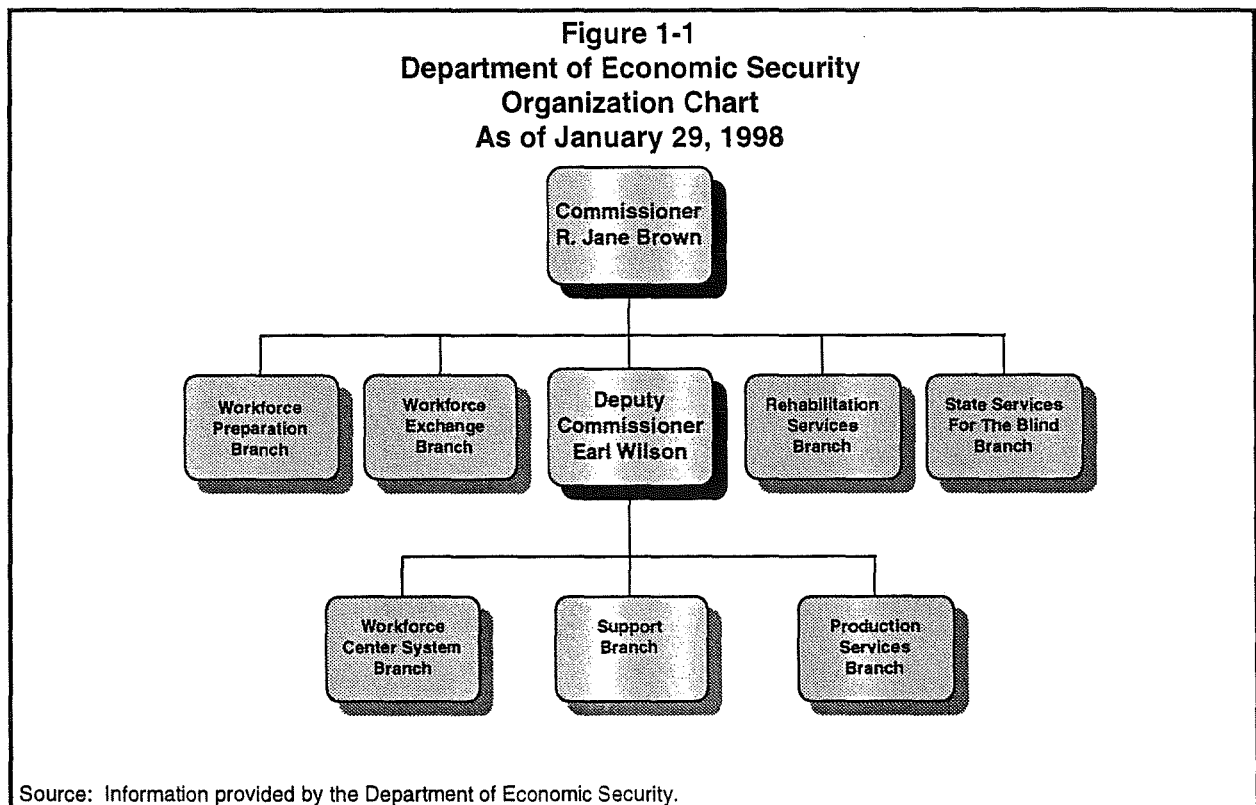 Figure 1-1
Department of Economic Security
Organization Chart
As of January 29, 1998
Commissioner
R. Jane Brown
Workforce
Preparation
Branch
Workforce
Exchange
Branch
Deputy
Commissioner
Earl Wilson
Rehabilitation
Services
Branch
State Services
For The Blind
Branch
Workforce
Center System
Branch
Support
Branch
Production
Services
Branch
Source: Information provided by the Department of Economic Security.